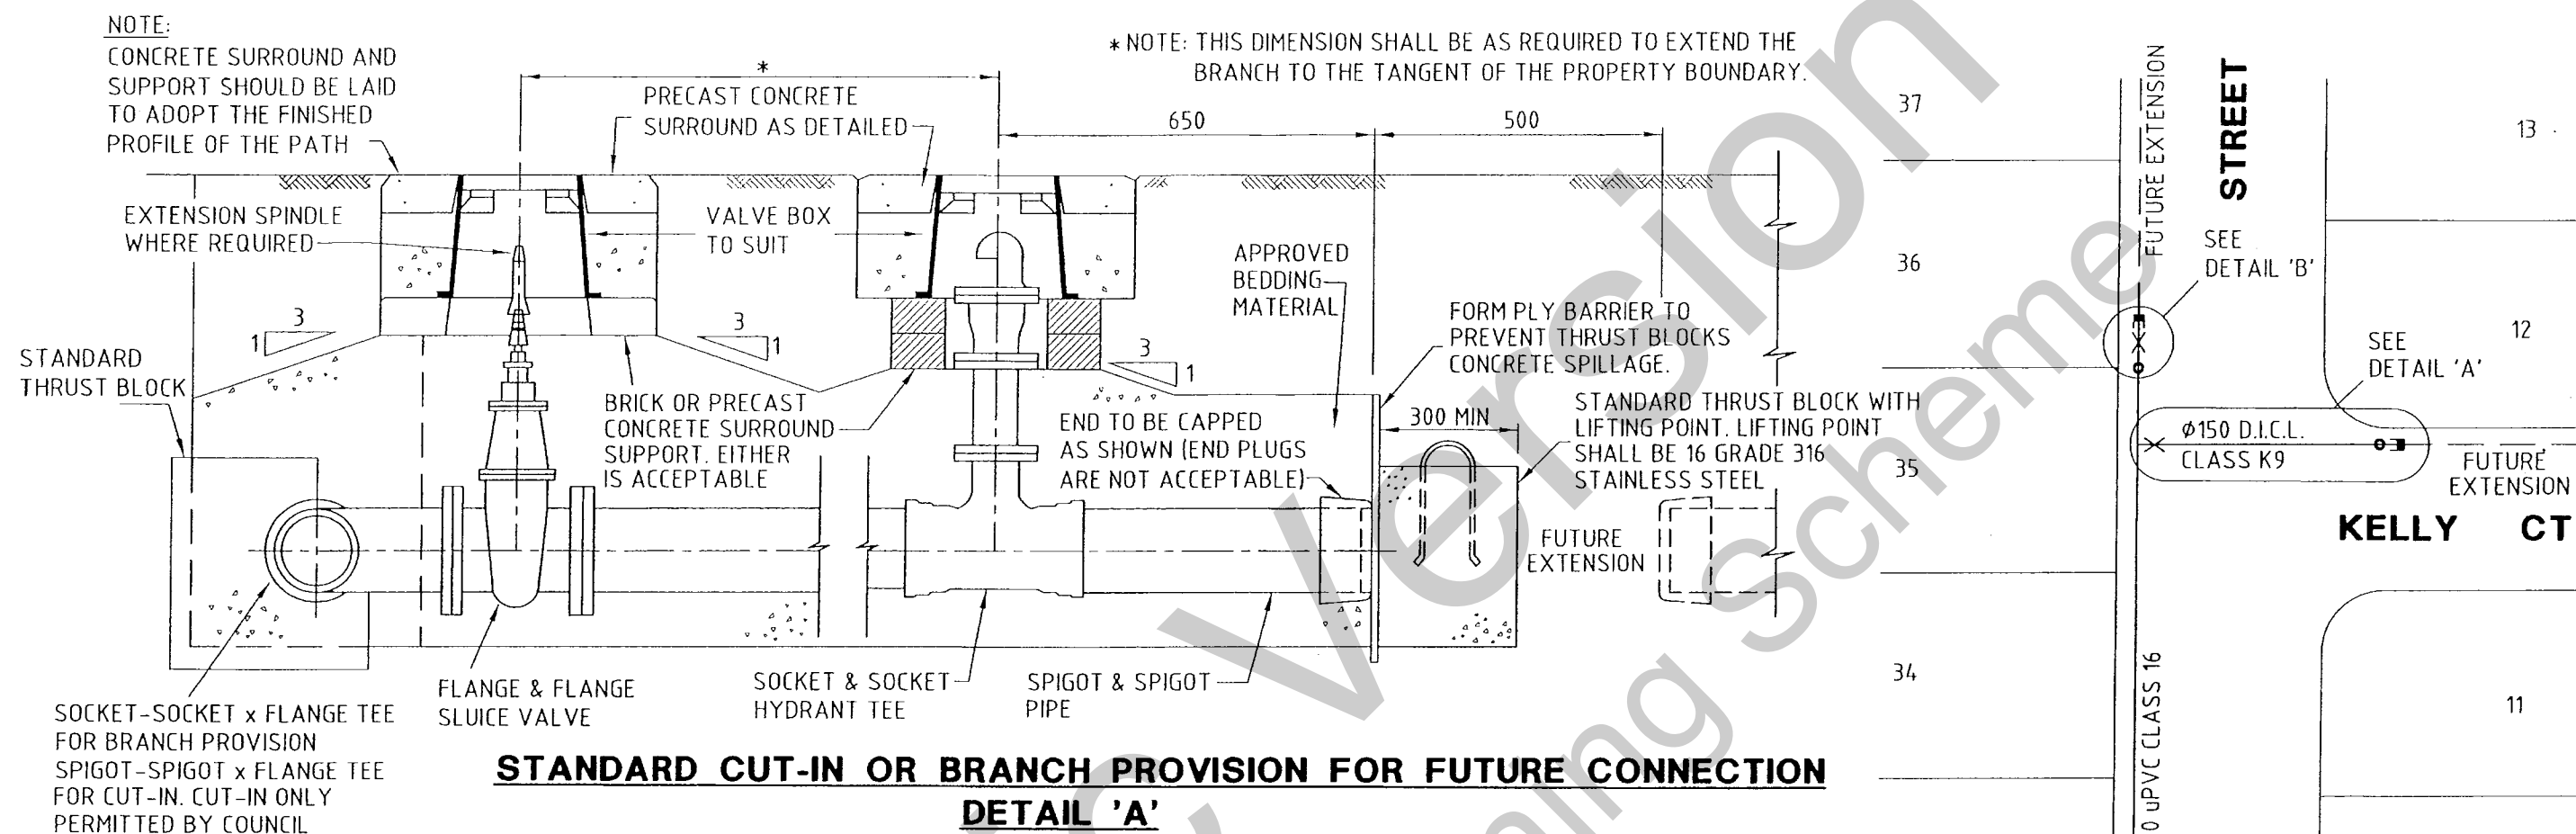 NOTE:
CONCRETE SURROUND AND
SUPPORT SHOULD BE LAID
TO ADOPT THE FINISHED
PROFILE OF THE PATH
*
PRECAST CONCRETE
SURROUND AS DETAILED
* NOTE: THIS DIMENSION SHALL BE AS REQUIRED TO EXTEND THE
BRANCH TO THE TANGENT OF THE PROPERTY BOUNDARY.
650
500
EXTENSION SPINDLE
WHERE REQUIRED
VALVE BOX
TO SUIT
APPROVED
BEDDING
MATERIAL
FORM PLY BARRIER TO
PREVENT THRUST BLOCKS
CONCRETE SPILLAGE.
3
1
3
1
3
1
STANDARD
THRUST BLOCK
BRICK OR PRECAST
CONCRETE SURROUND
SUPPORT. EITHER
IS ACCEPTABLE
END TO BE CAPPED
AS SHOWN (END PLUGS
ARE NOT ACCEPTABLE)
300 MIN
STANDARD THRUST BLOCK WITH
LIFTING POINT. LIFTING POINT
SHALL BE 16 GRADE 316
STAINLESS STEEL
FUTURE
EXTENSION
SOCKET-SOCKET x FLANGE TEE
FOR BRANCH PROVISION
SPIGOT-SPIGOT x FLANGE TEE
FOR CUT-IN. CUT-IN ONLY
PERMITTED BY COUNCIL
FLANGE & FLANGE
SLUICE VALVE
SOCKET & SOCKET
HYDRANT TEE
SPIGOT & SPIGOT
PIPE
STANDARD CUT-IN OR BRANCH PROVISION FOR FUTURE CONNECTION
DETAIL 'A'
37
36
35
34
FUTURE EXTENSION
STREET
13
SEE
DETAIL 'B'
12
SEE
DETAIL 'A'
Ø150 D.I.C.L.
CLASS K9
FUTURE
EXTENSION
KELLY CT
11
0 uPVC CLASS 16
Version
Scheme